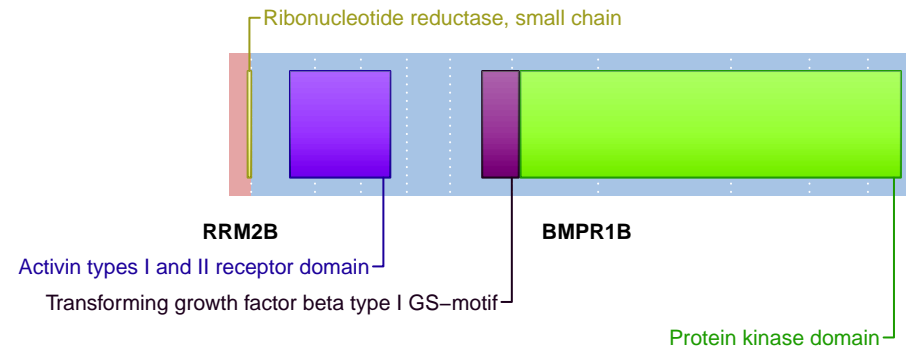 Ribonucleotide reductase, small chain
RRM2B
BMPR1B
Activin types I and II receptor domain
Transforming growth factor beta type I GS−motif
Protein kinase domain